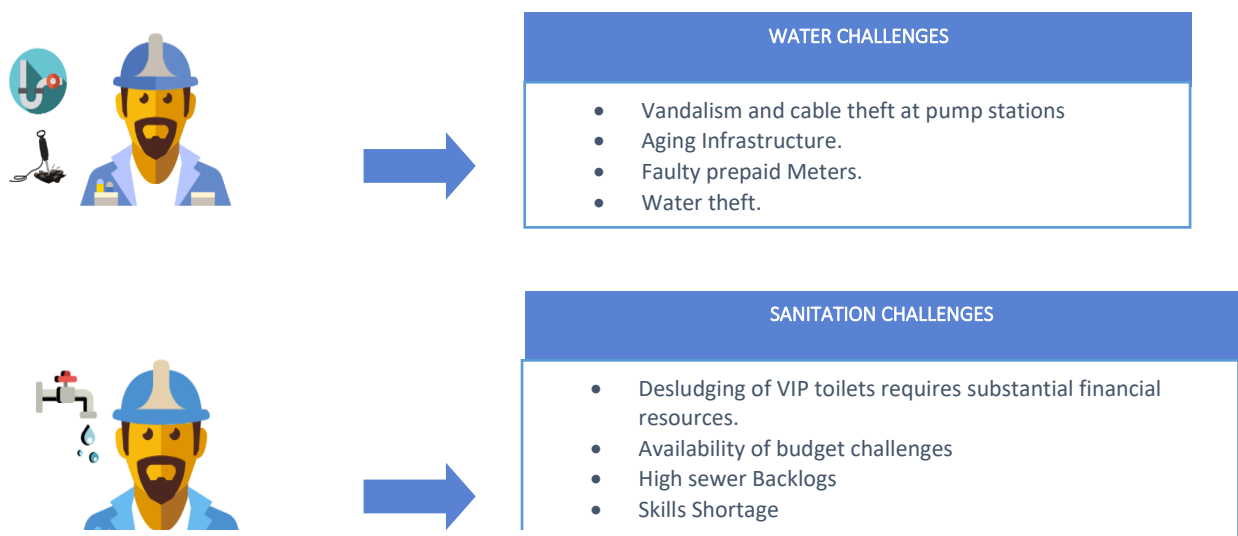 WATER CHALLENGES
• Vandalism and cable theft at pump stations
• Aging Infrastructure.
• Faulty prepaid Meters.
• Water theft.
SANITATION CHALLENGES
• Desludging of VIP toilets requires substantial financial
resources.
• Availability of budget challenges
• High sewer Backlogs
• Skills Shortage